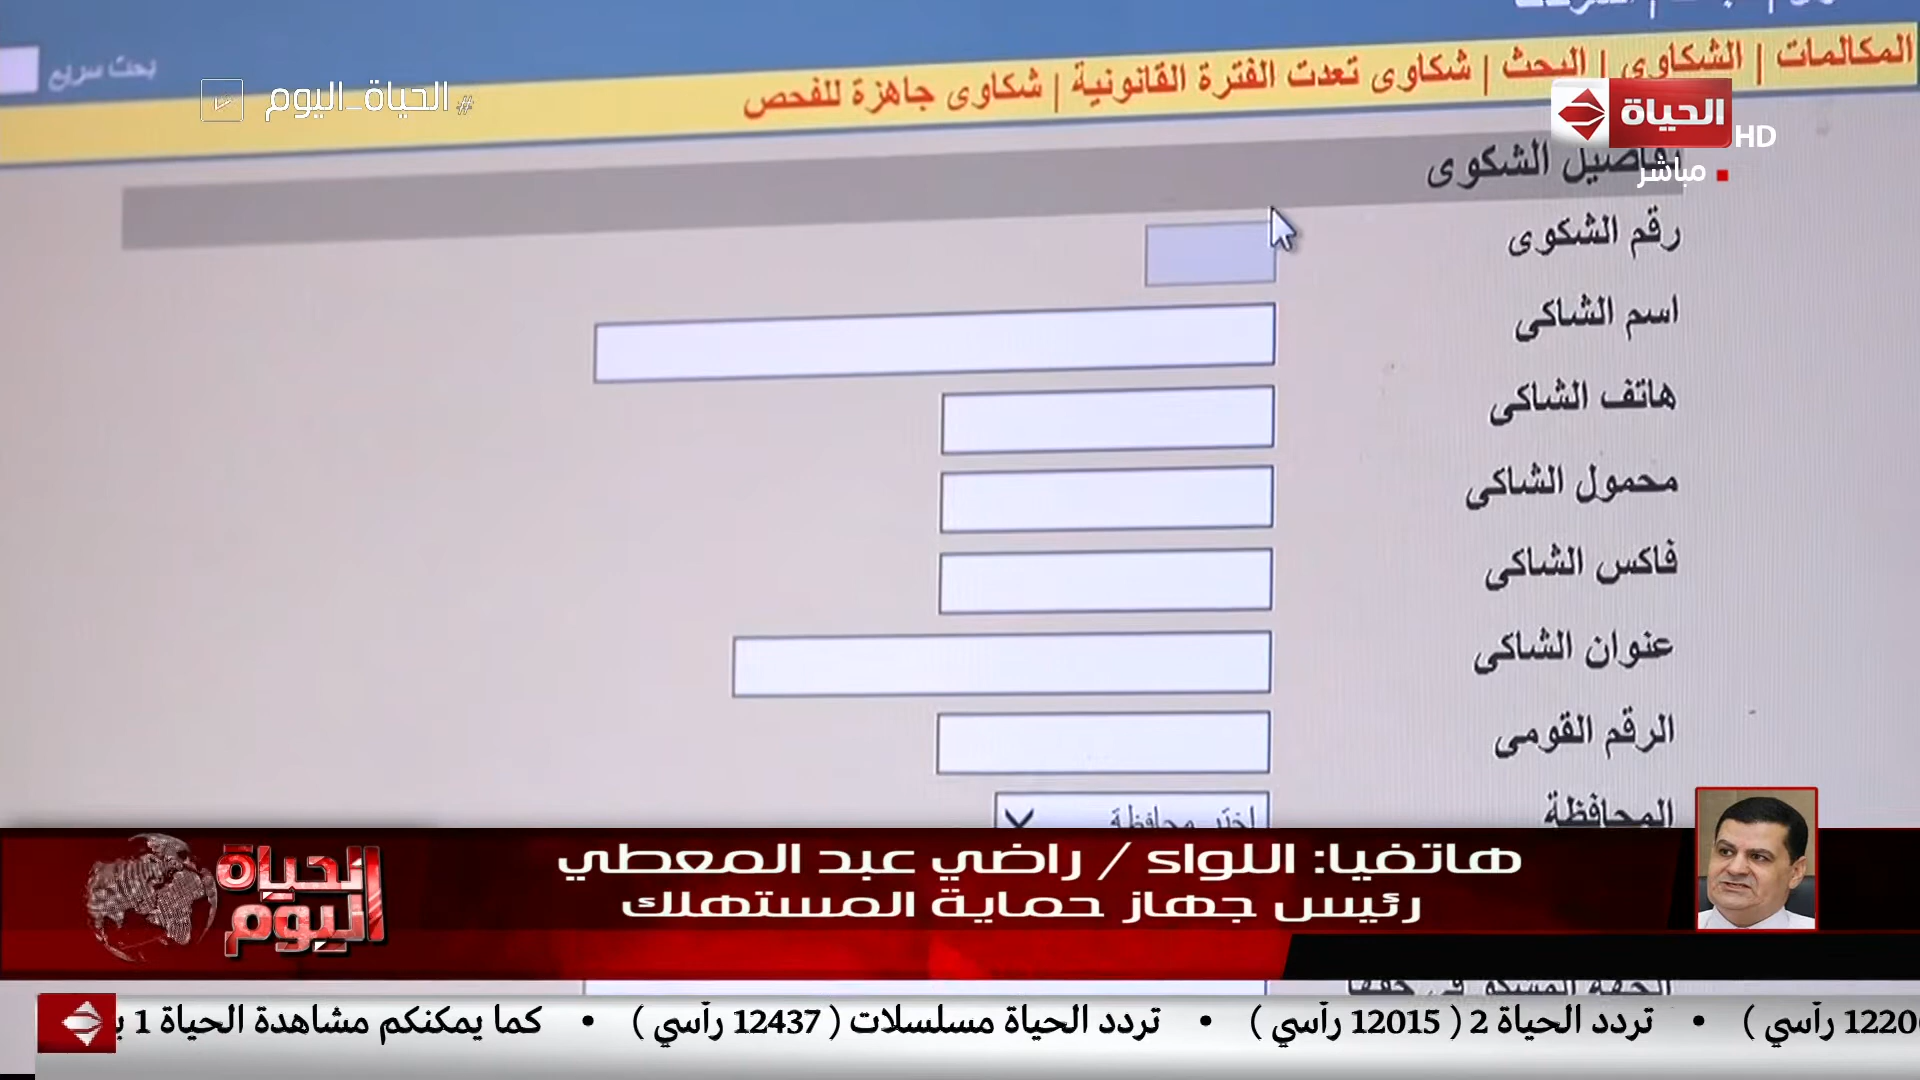 المكالمات | الشكاوى | البحث | شكاوى تعدت الفترة القانونية | شكاوى جاهزة للفحص
بحث سريع
#الحياة_اليوم
الحياة HD
مباشر
تفاصيل الشكوى
رقم الشكوى
اسم الشاكى
هاتف الشاكى
محمول الشاكى
فاكس الشاكى
عنوان الشاكى
الرقم القومى
المحافظة
اختر محافظة
هاتفيا: اللواء / راضي عبد المعطي
رئيس جهاز حماية المستهلك
الحياة اليوم
رأسي ) • تردد الحياة 2 ( 12015 رأسي ) • تردد الحياة مسلسلات ( 12437 رأسي ) • كما يمكنكم مشاهدة الحياة 1